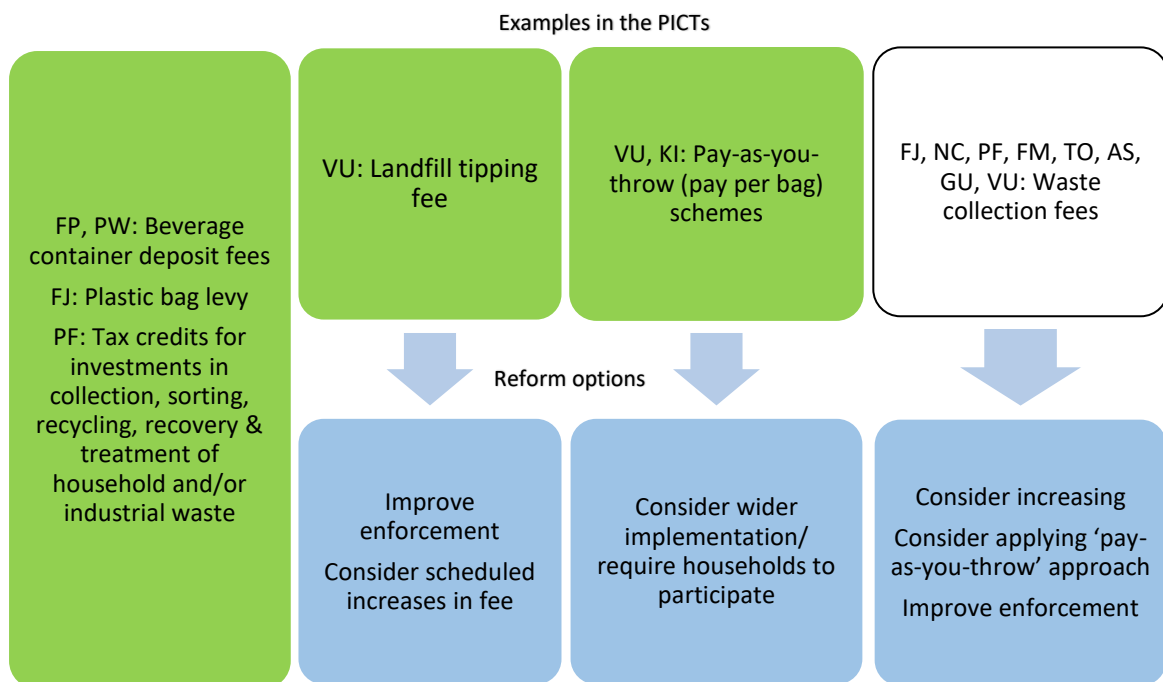 Examples in the PICTs
FP, PW: Beverage
container deposit fees
FJ: Plastic bag levy
PF: Tax credits for
investments in
collection, sorting,
recycling, recovery &
treatment of
household and/or
industrial waste
VU: Landfill tipping
fee
VU, KI: Pay-as-you-
throw (pay per bag)
schemes
FJ, NC, PF, FM, TO, AS,
GU, VU: Waste
collection fees
Reform options
Improve
enforcement
Consider scheduled
increases in fee
Consider wider
implementation/
require households to
participate
Consider increasing
Consider applying ‘pay-
as-you-throw’ approach
Improve enforcement